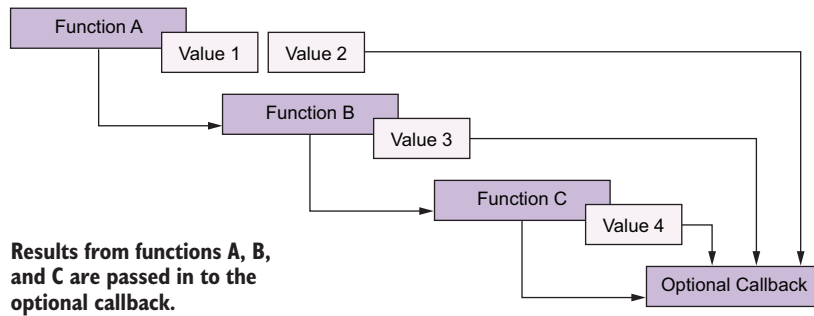 Function A
Value 1
Value 2
Function B
Value 3
Function C
Value 4
Results from functions A, B,
and C are passed in to the
optional callback.
Optional Callback